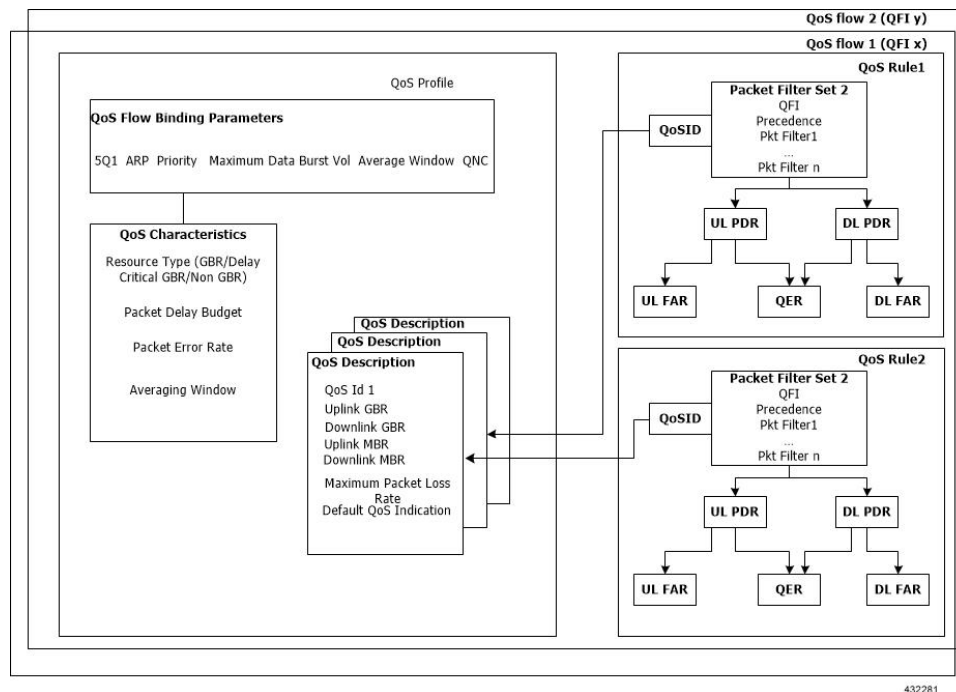 QoS flow 2 (QFI y)
QoS flow 1 (QFI x)
QoS Profile
QoS Flow Binding Parameters
5Q1 ARP Priority Maximum Data Burst Vol Average Window QNC
QoS Characteristics
Resource Type (GBR/Delay
Critical GBR/Non GBR)
Packet Delay Budget
Packet Error Rate
Averaging Window
QoS Description
QoS Description
QoS Description
QoS Id 1
Uplink GBR
Downlink GBR
Uplink MBR
Downlink MBR
Maximum Packet Loss
Rate
Default QoS Indication
QoS Rule1
Packet Filter Set 2
QFI
Precedence
Pkt Filter1
...
Pkt Filter n
QoSID
UL PDR
DL PDR
UL FAR
QER
DL FAR
QoS Rule2
Packet Filter Set 2
QFI
Precedence
Pkt Filter1
...
Pkt Filter n
QoSID
UL PDR
DL PDR
UL FAR
QER
DL FAR
432281